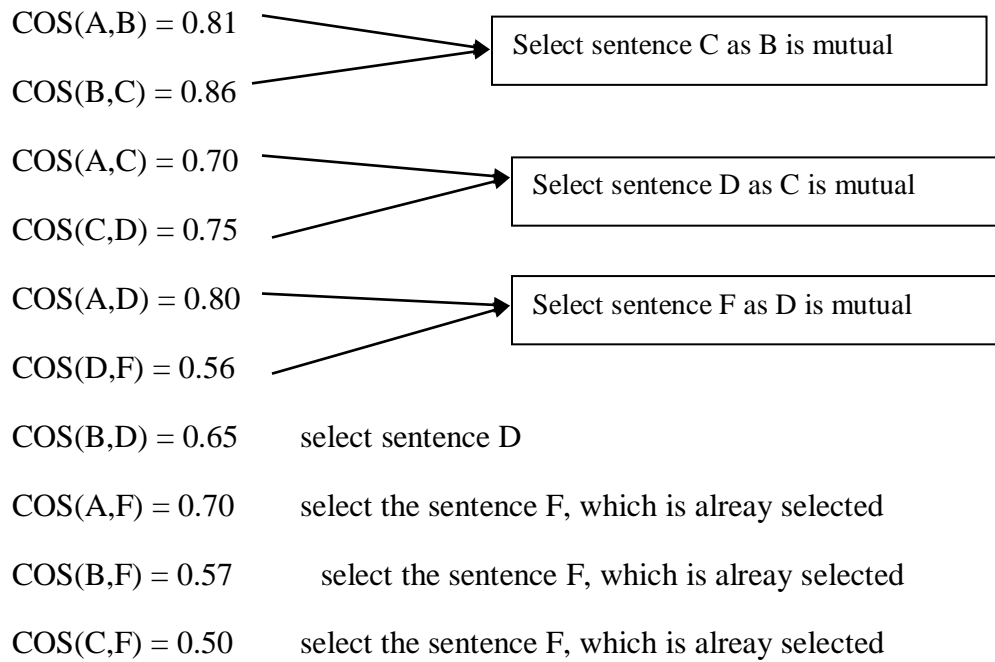 COS(A,B) = 0.81
Select sentence C as B is mutual
COS(B,C) = 0.86
COS(A,C) = 0.70
Select sentence D as C is mutual
COS(C,D) = 0.75
COS(A,D) = 0.80
Select sentence F as D is mutual
COS(D,F) = 0.56
COS(B,D) = 0.65 select sentence D
COS(A,F) = 0.70 select the sentence F, which is alreay selected
COS(B,F) = 0.57 select the sentence F, which is alreay selected
COS(C,F) = 0.50 select the sentence F, which is alreay selected